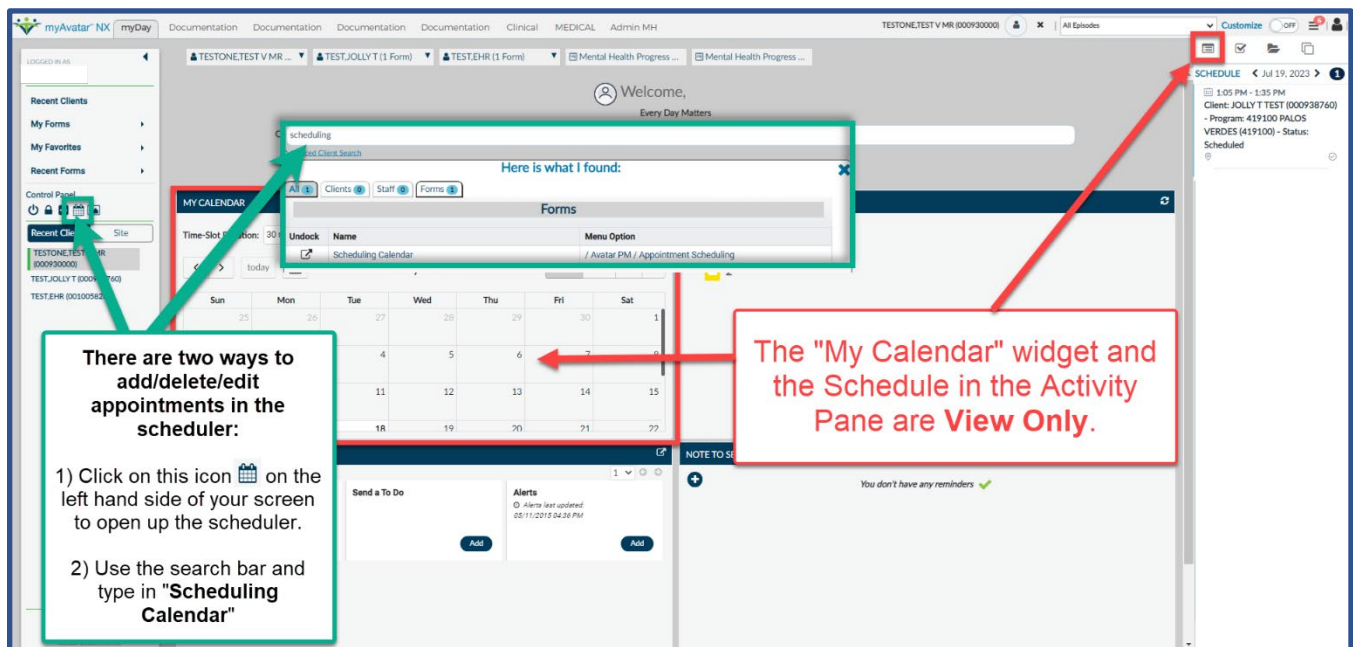 myAvatar™ NX myDay Documentation Documentation Documentation Documentation Documentation Clinical MEDICAL Admin MH TESTONE,TEST V MR (000930000) All Episodes Customize OFF
LOGGED IN AS
TESTONE,TEST V MR ... TEST,JOLLY T (1 Form) TEST,EHR (1 Form) Mental Health Progress ... Mental Health Progress ...
Welcome,
Every Day Matters
SCHEDULE Jul 19, 2023 1
1:05 PM - 1:35 PM
Client: JOLLY T TEST (000938760)
- Program: 419100 PALOS
VERDES (419100) - Status:
Scheduled
Recent Clients
My Forms
My Favorites
Recent Forms
Control Panel
Site
TEST,JOLLY T
scheduling
Client Search
Here is what I found:
All 1 Clients 0 Staff 0 Forms 1
Forms
Undock Name Menu Option
Scheduling Calendar / Avatar PM / Appointment Scheduling
MY CALENDAR
Time-Slot
today
Sun Mon Tue Wed Thu Fri Sat
25 26 27 28 29 30 1
4 5 6 7
11 12 13 14 15
18 19 20 21 22
There are two ways to
add/delete/edit
appointments in the
scheduler:
1) Click on this icon on the
left hand side of your screen
to open up the scheduler.
2) Use the search bar and
type in "Scheduling
Calendar"
The "My Calendar" widget and
the Schedule in the Activity
Pane are View Only.
1
Send a To Do
Add
Alerts
Alerts last updated:
05/11/2015 04:36 PM
Add
NOTE TO
You don't have any reminders